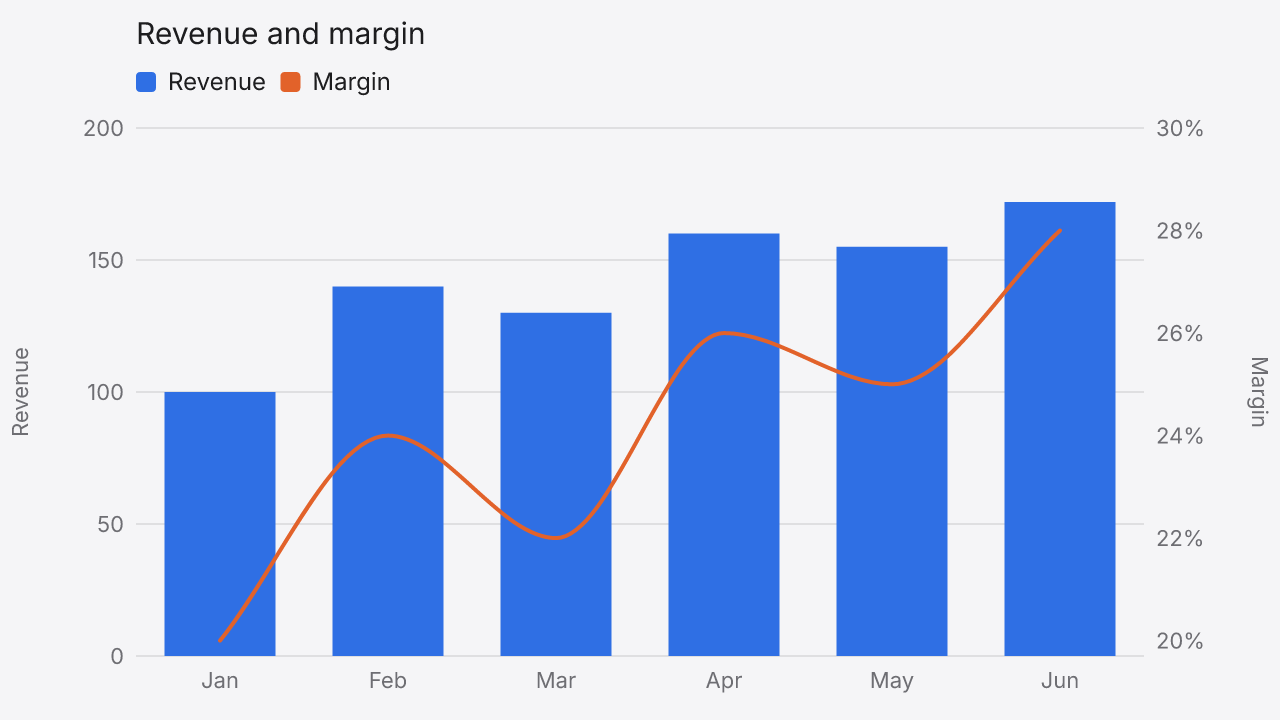 Revenue and margin
Revenue Margin
200
150
100
50
0
30%
28%
26%
24%
22%
20%
Revenue
Margin
Jan Feb Mar Apr May Jun